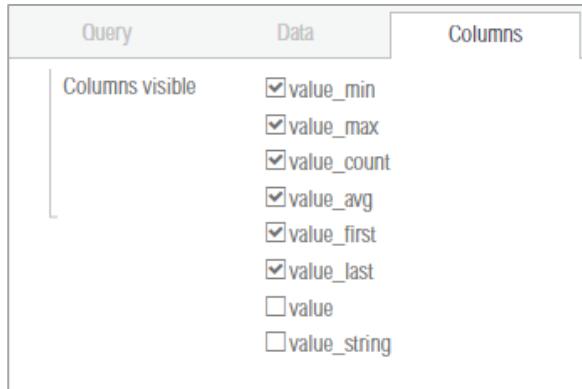 Query Data Columns
Columns visible
value_min
value_max
value_count
value_avg
value_first
value_last
value
value_string